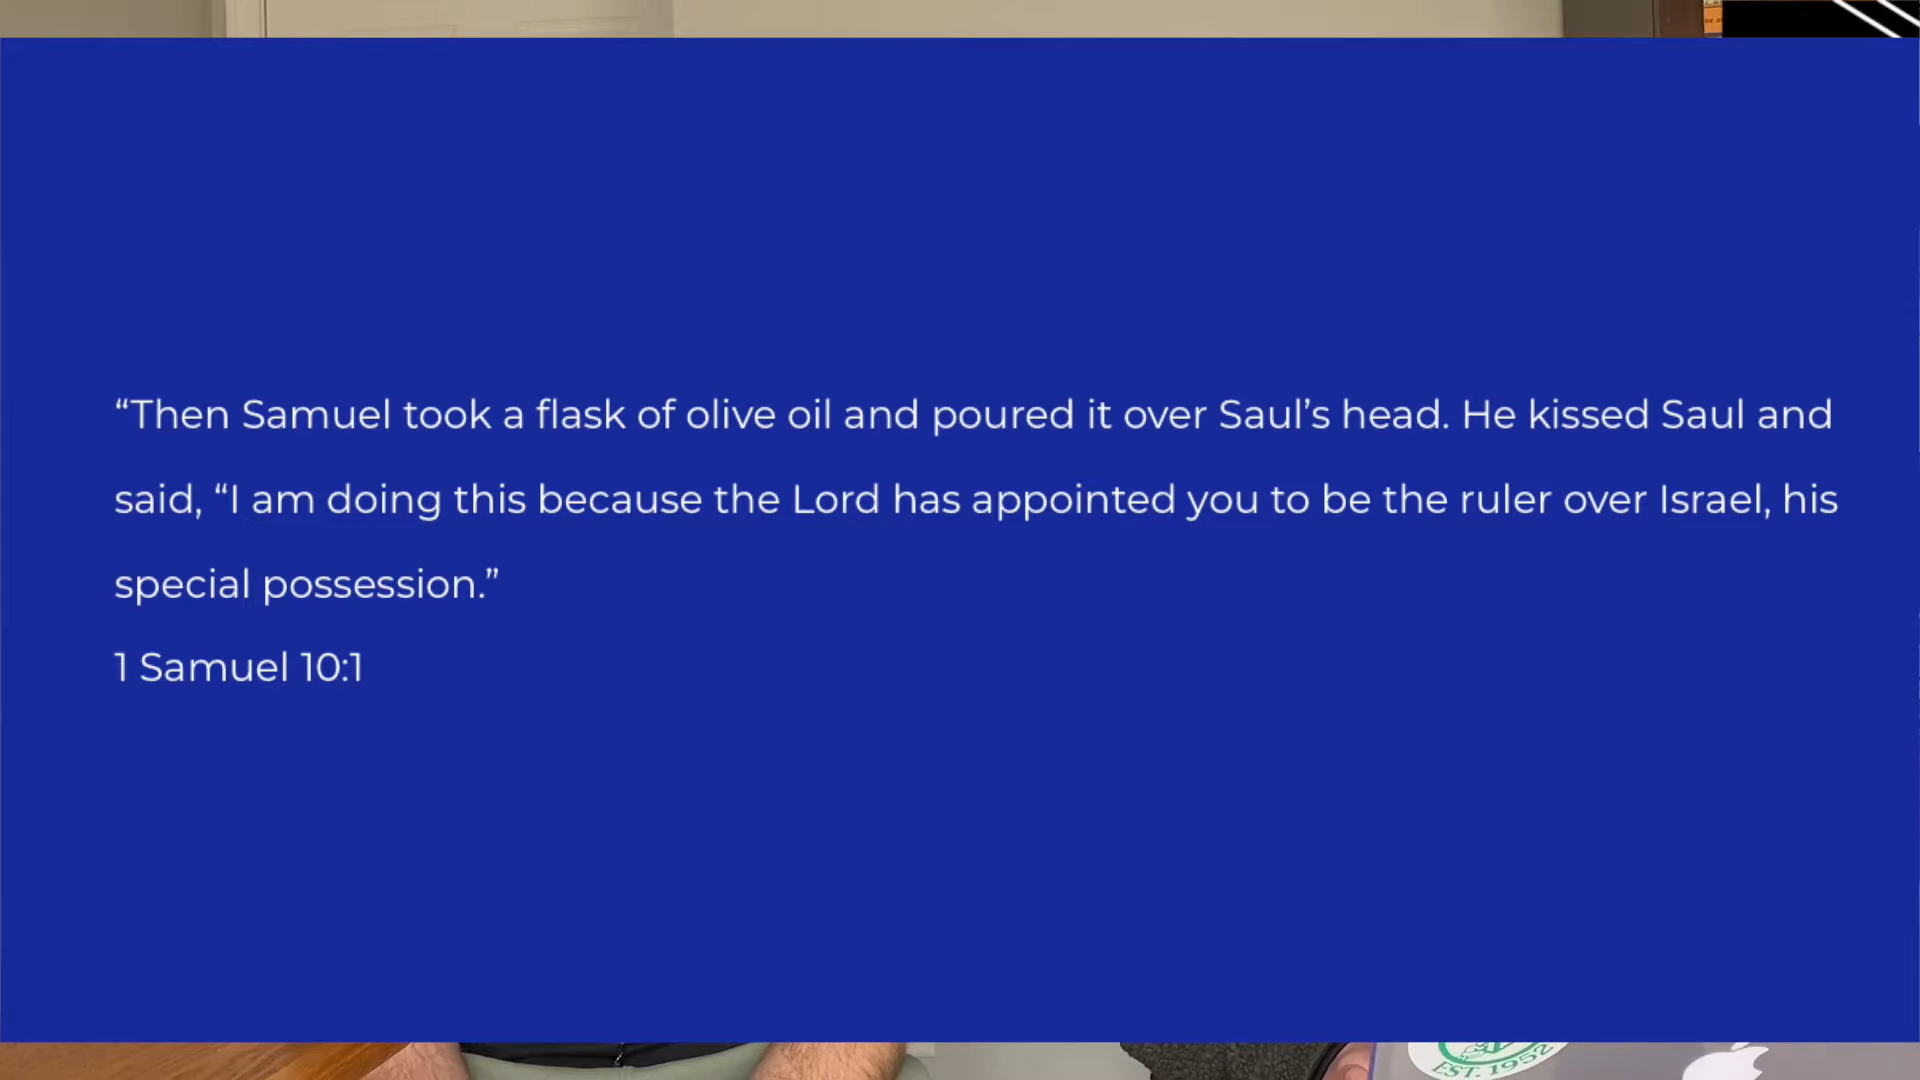 “Then Samuel took a flask of olive oil and poured it over Saul’s head. He kissed Saul and
said, “I am doing this because the Lord has appointed you to be the ruler over Israel, his
special possession.”
1 Samuel 10:1
EST. 1952